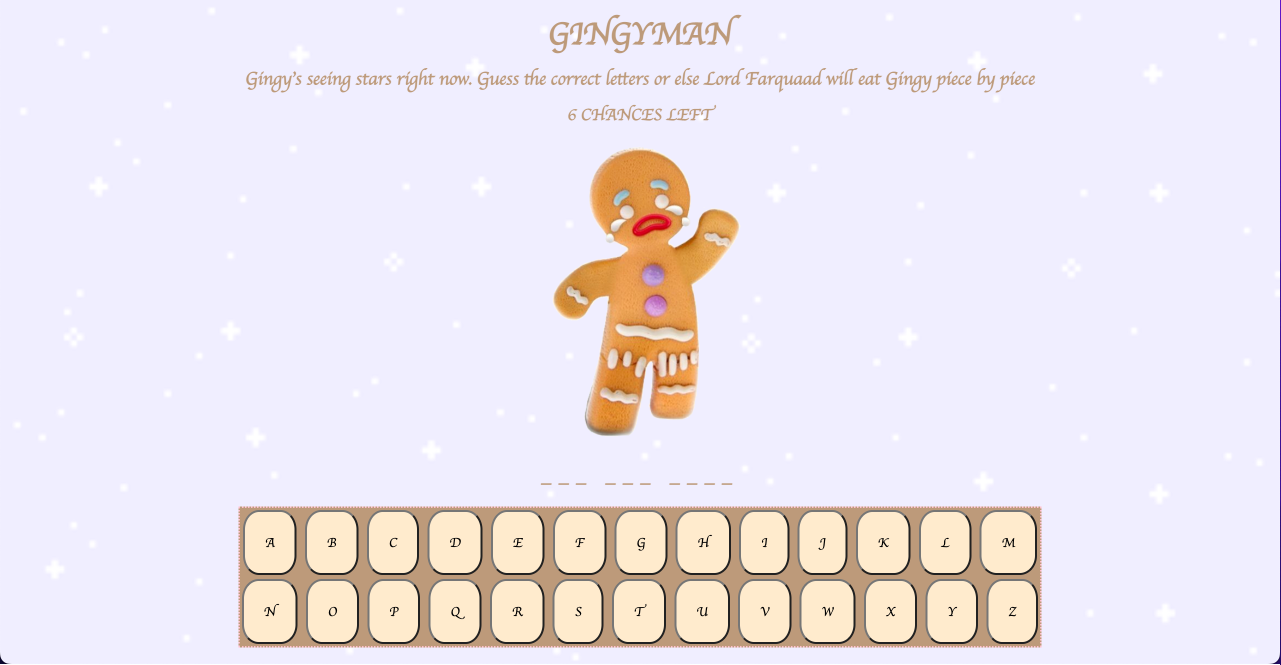 GINGYMAN
Gingy's seeing stars right now. Guess the correct letters or else Lord Farquaad will eat Gingy piece by piece
6 CHANCES LEFT
_ _ _  _ _ _  _ _ _ _
A B C D E F G H I J K L M
N O P Q R S T U V W X Y Z